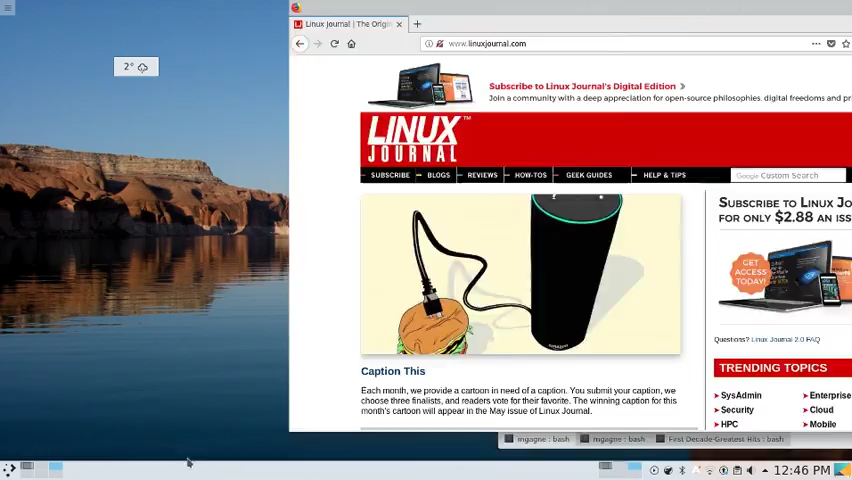 Linux Journal | The Origin
www.linuxjournal.com
2°
Subscribe to Linux Journal's Digital Edition
Join a community with a deep appreciation for open-source philosophies, digital freedoms and pr
LINUX
JOURNAL™
SUBSCRIBE BLOGS REVIEWS HOW-TOS GEEK GUIDES HELP & TIPS
Google Custom Search
SUBSCRIBE TO LINUX JO
FOR ONLY $2.88 AN ISS
GET
ACCESS
TODAY!
amazon
Questions? Linux Journal 2.0 FAQ
Caption This
Each month, we provide a cartoon in need of a caption. You submit your caption, we
choose three finalists, and readers vote for their favorite. The winning caption for this
month's cartoon will appear in the May issue of Linux Journal.
TRENDING TOPICS
SysAdmin Enterprise
Security Cloud
HPC Mobile
mgagne : bash mgagne : bash First Decade-Greatest Hits : bash
12:46 PM